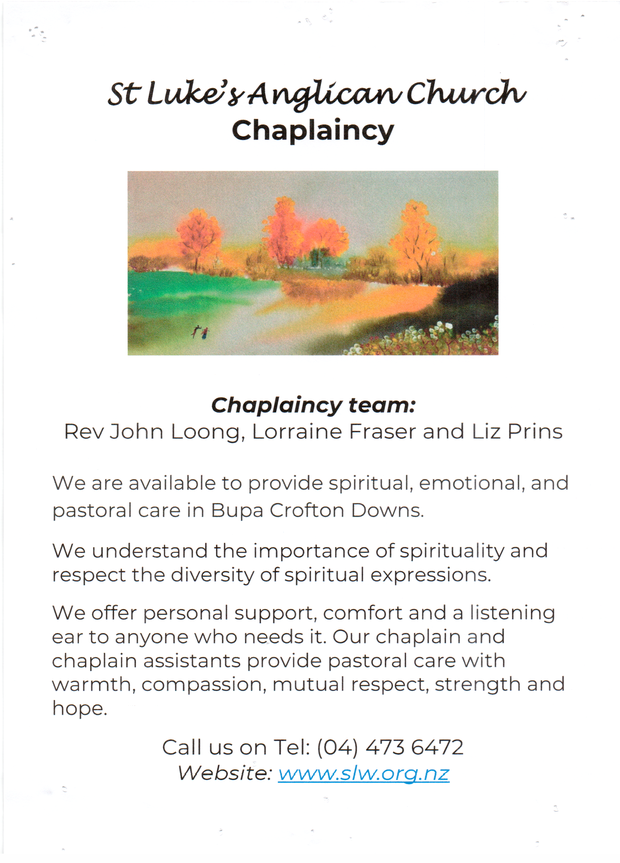 St Luke's Anglican Church
Chaplaincy
Chaplaincy team:
Rev John Loong, Lorraine Fraser and Liz Prins
We are available to provide spiritual, emotional, and
pastoral care in Bupa Crofton Downs.
We understand the importance of spirituality and
respect the diversity of spiritual expressions.
We offer personal support, comfort and a listening
ear to anyone who needs it. Our chaplain and
chaplain assistants provide pastoral care with
warmth, compassion, mutual respect, strength and
hope.
Call us on Tel: (04) 473 6472
Website: www.slw.org.nz